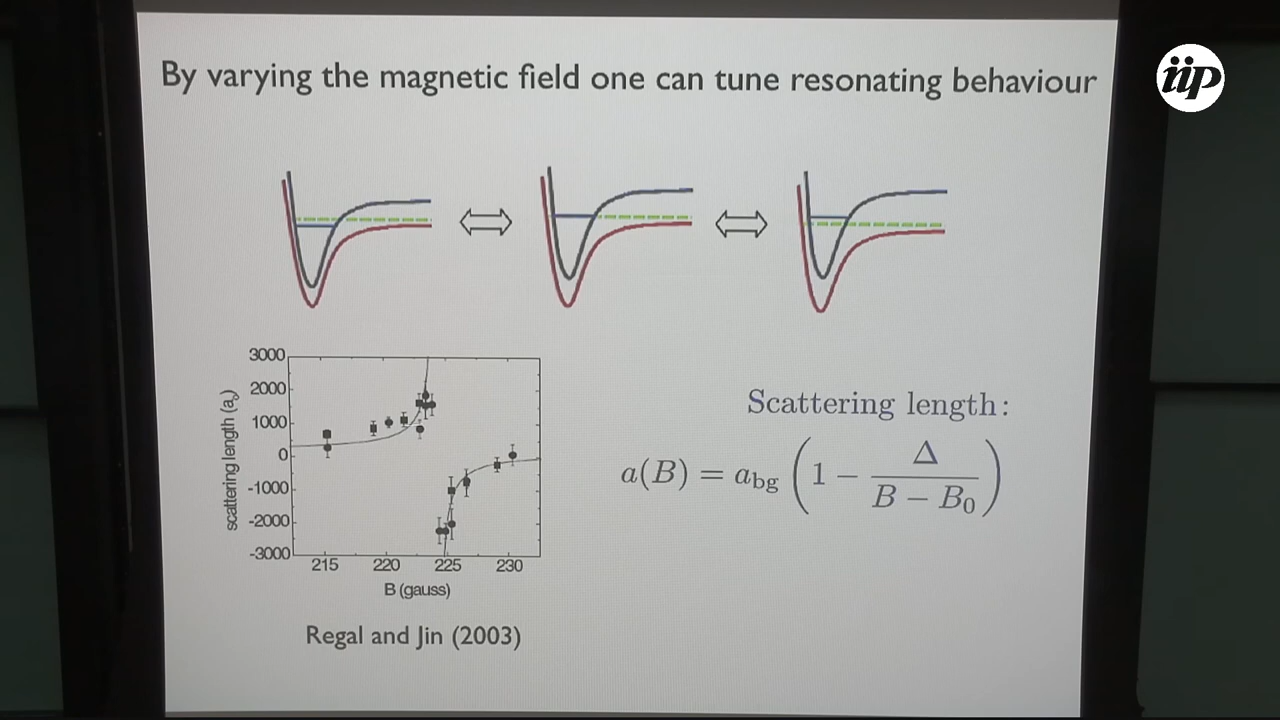 By varying the magnetic field one can tune resonating behaviour
iip
3000
2000
1000
0
-1000
-2000
-3000
scattering length (a₀)
215 220 225 230
B (gauss)
Regal and Jin (2003)
Scattering length:
a(B) = a_bg (1 − Δ / (B − B₀))